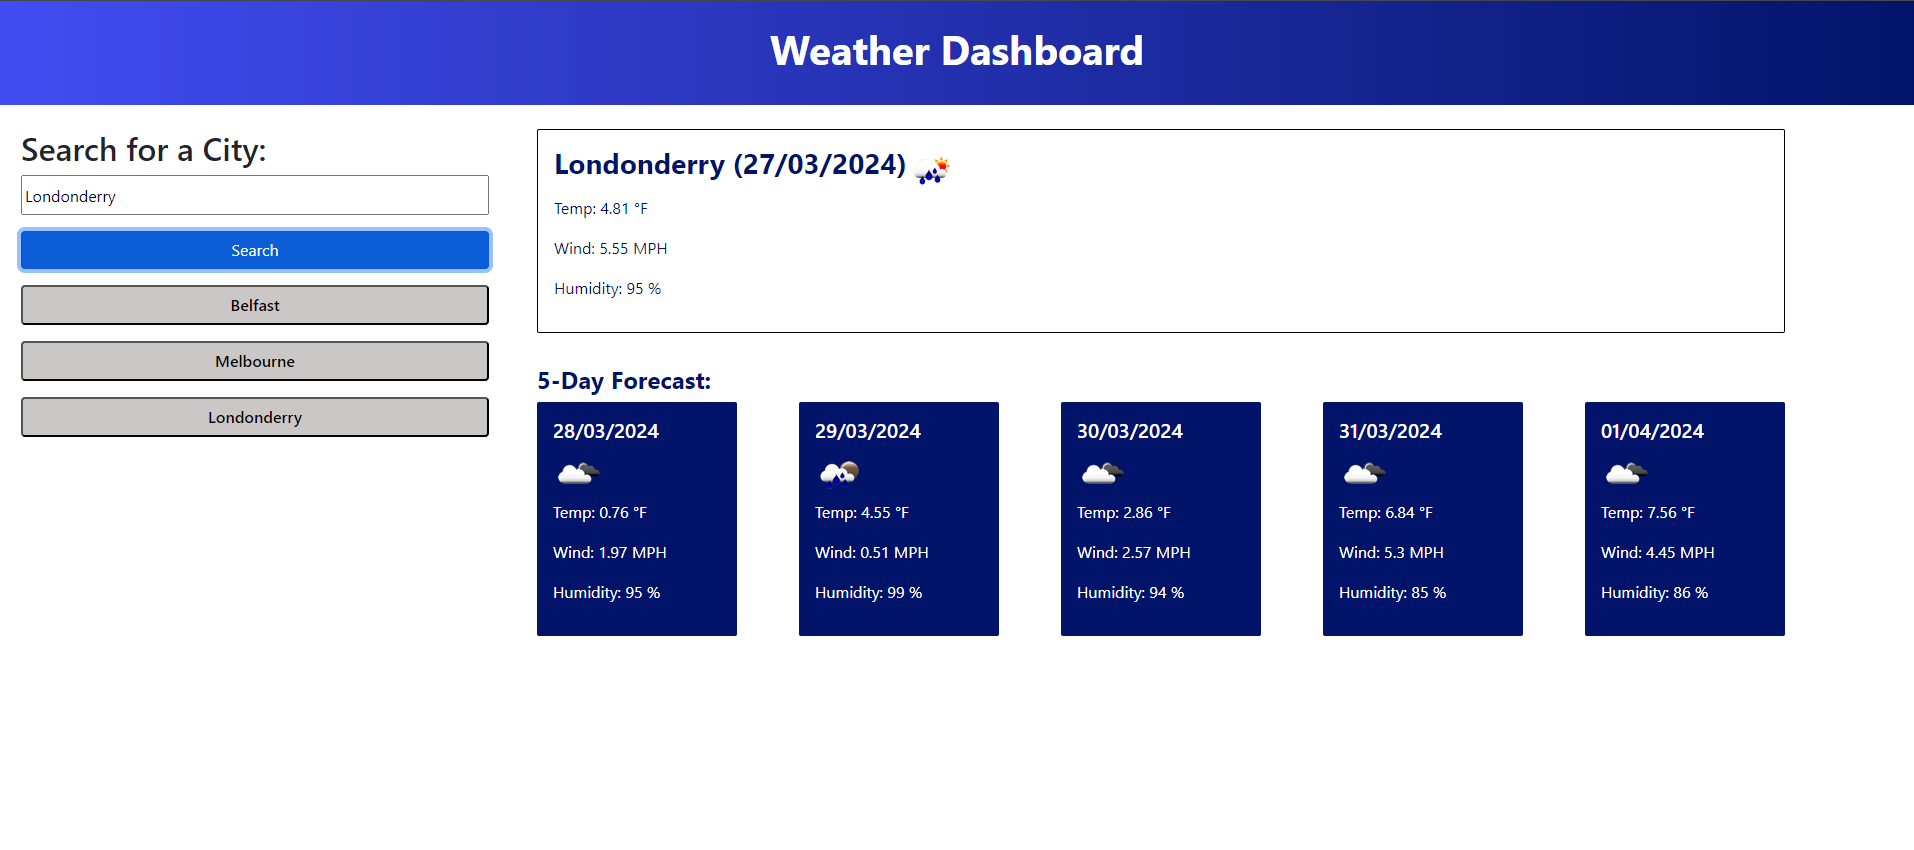 Weather Dashboard
Search for a City:
Londonderry
Search
Belfast
Melbourne
Londonderry
Londonderry (27/03/2024)
Temp: 4.81 °F
Wind: 5.55 MPH
Humidity: 95 %
5-Day Forecast:
28/03/2024
Temp: 0.76 °F
Wind: 1.97 MPH
Humidity: 95 %
29/03/2024
Temp: 4.55 °F
Wind: 0.51 MPH
Humidity: 99 %
30/03/2024
Temp: 2.86 °F
Wind: 2.57 MPH
Humidity: 94 %
31/03/2024
Temp: 6.84 °F
Wind: 5.3 MPH
Humidity: 85 %
01/04/2024
Temp: 7.56 °F
Wind: 4.45 MPH
Humidity: 86 %